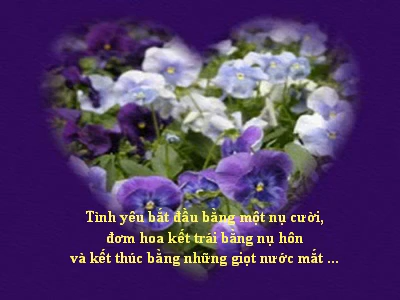 Tình yêu bắt đầu bằng một nụ cười,
đơm hoa kết trái bằng nụ hôn
và kết thúc bằng những giọt nước mắt ...